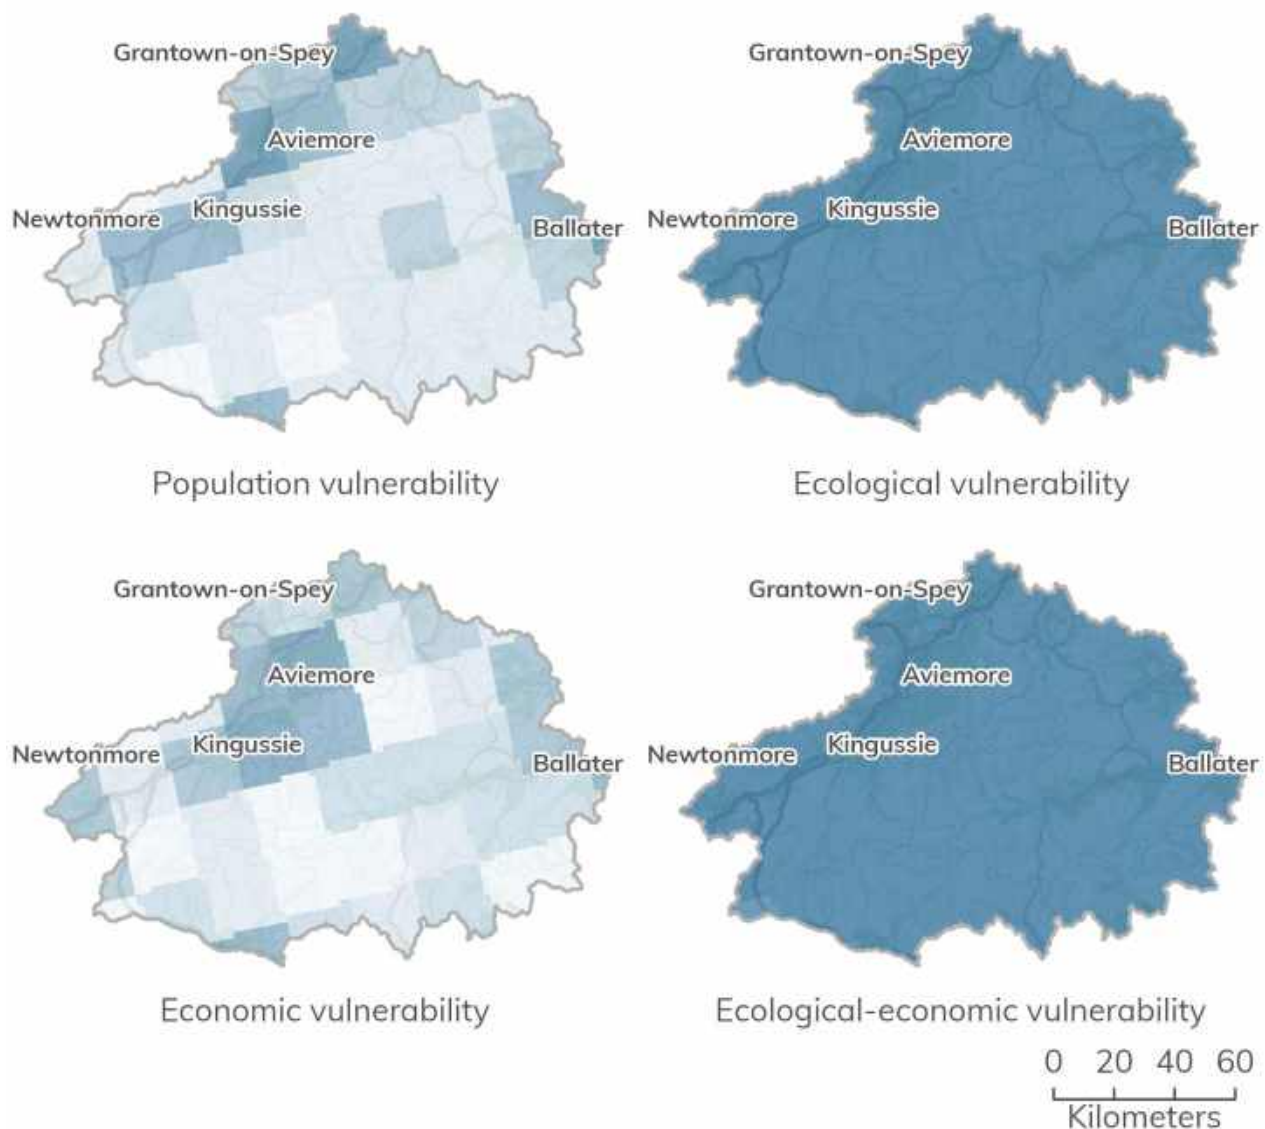 Grantown-on-Spey
Aviemore
Newtonmore
Kingussie
Ballater
Population vulnerability
Grantown-on-Spey
Aviemore
Newtonmore
Kingussie
Ballater
Ecological vulnerability
Grantown-on-Spey
Aviemore
Newtonmore
Kingussie
Ballater
Economic vulnerability
Grantown-on-Spey
Aviemore
Newtonmore
Kingussie
Ballater
Ecological-economic vulnerability
0 20 40 60
Kilometers